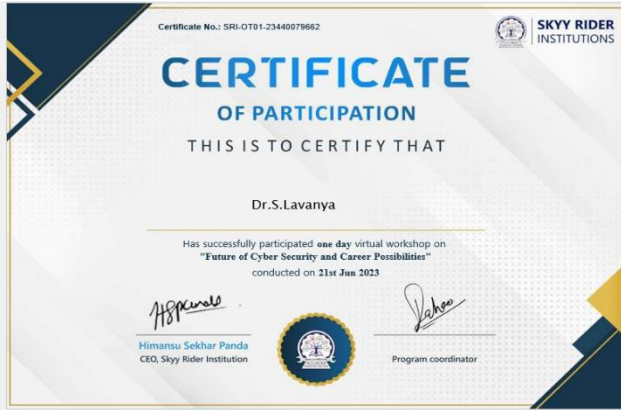 Certificate No.: SRI-OT01-23440079662
SKYY RIDER
INSTITUTIONS
CERTIFICATE
OF PARTICIPATION
THIS IS TO CERTIFY THAT
Dr.S.Lavanya
Has successfully participated one day virtual workshop on
"Future of Cyber Security and Career Possibilities"
conducted on 21st Jun 2023
Himansu Sekhar Panda
CEO, Skyy Rider Institution
Program coordinator